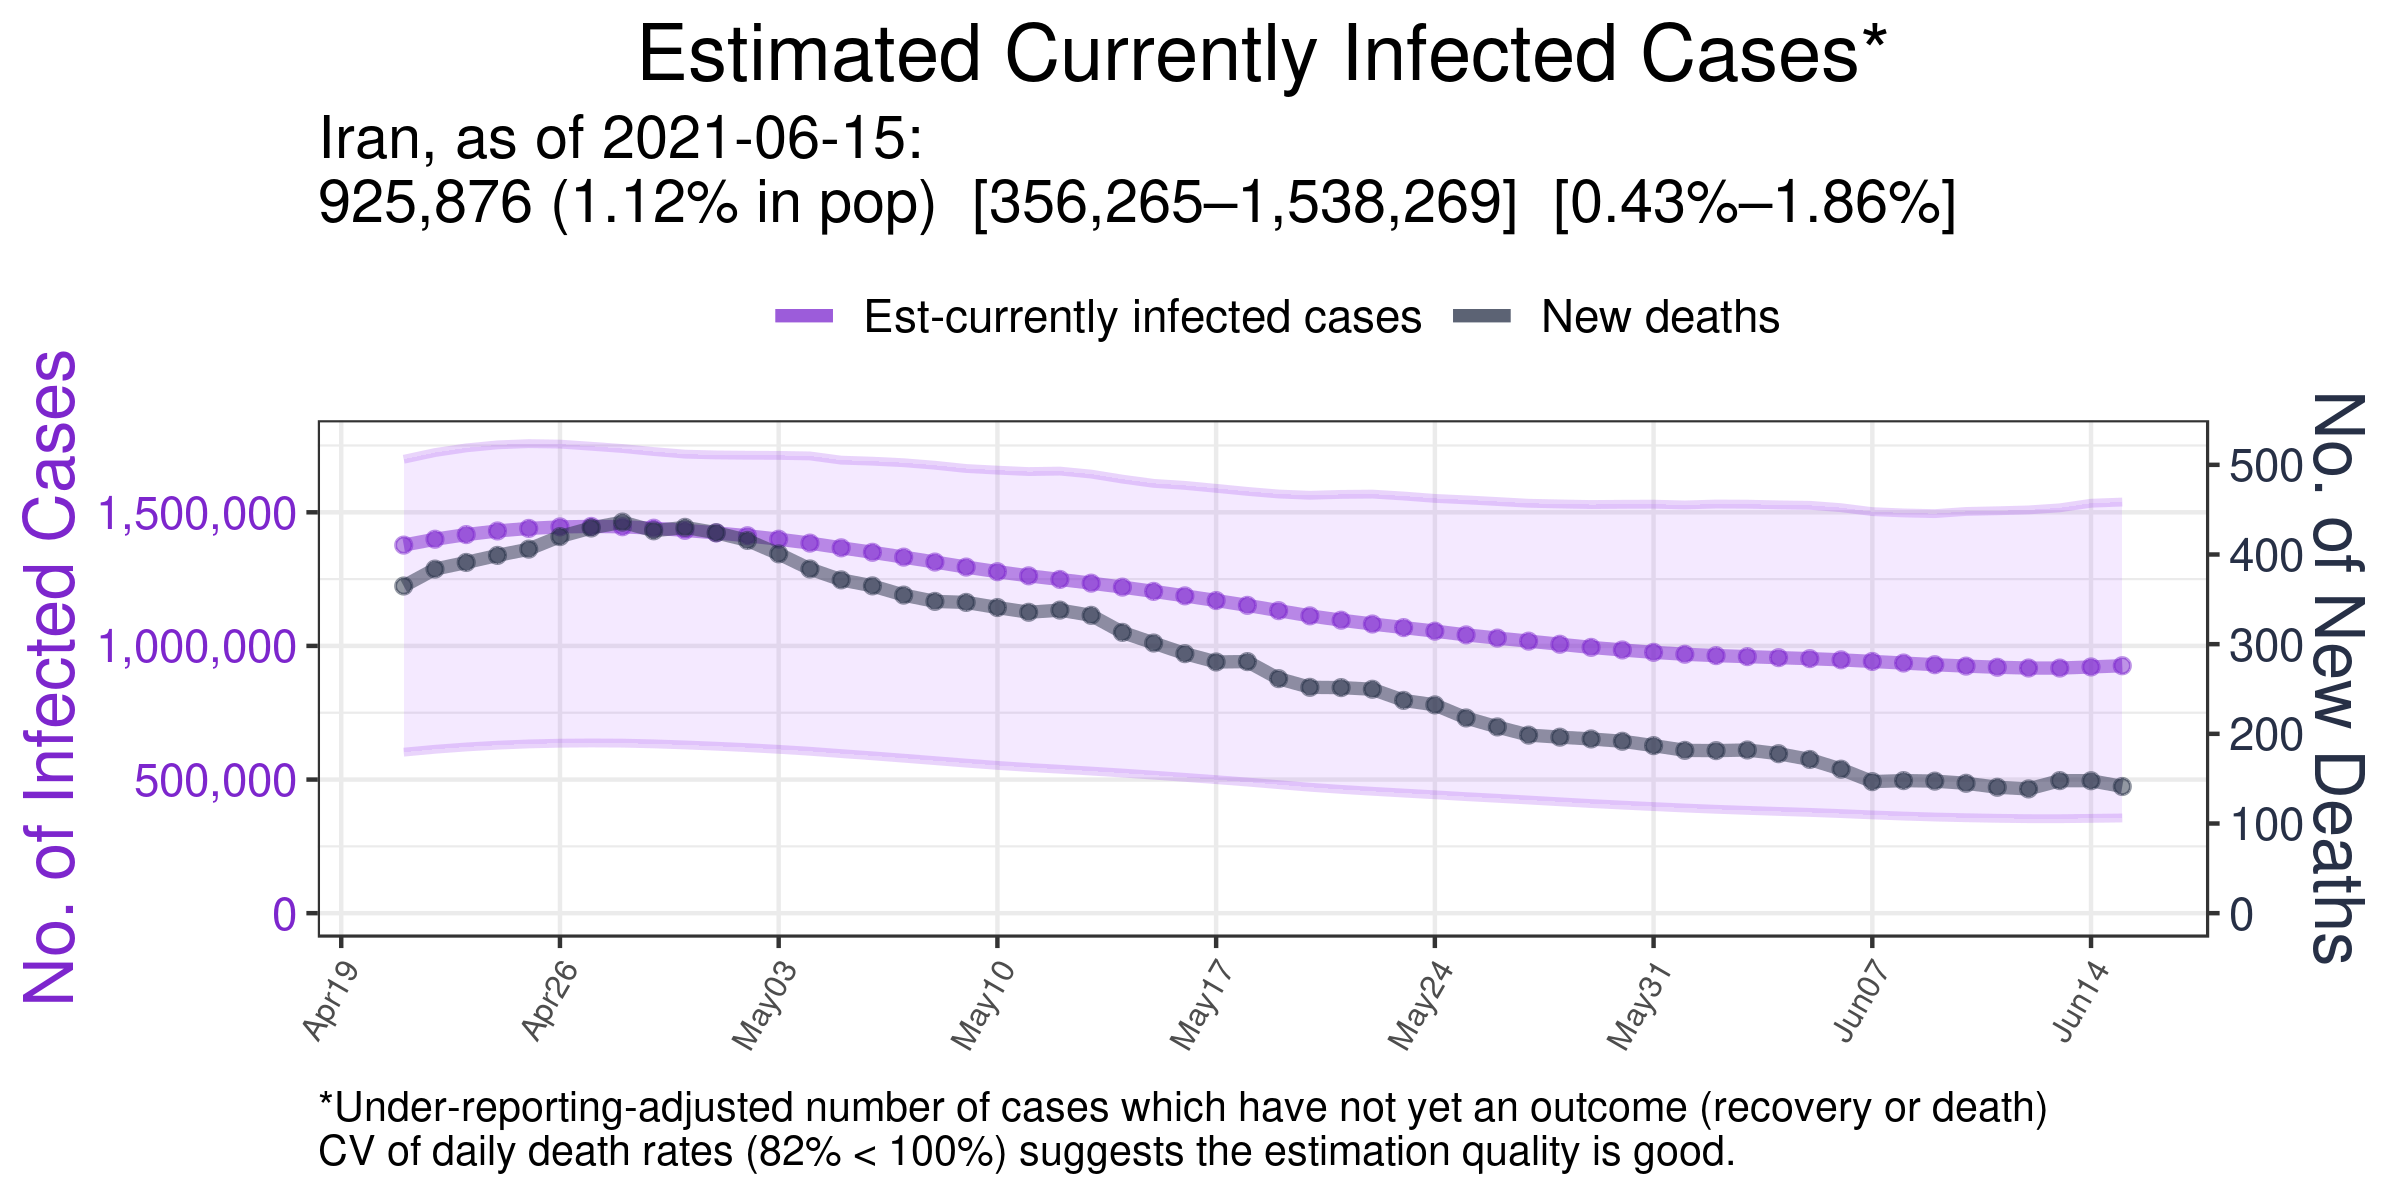 Estimated Currently Infected Cases*
Iran, as of 2021-06-15:
925,876 (1.12% in pop) [356,265–1,538,269] [0.43%–1.86%]
Est-currently infected cases
New deaths
No. of Infected Cases
1,500,000
1,000,000
500,000
0
500
400
300
200
100
0
No. of New Deaths
Apr19
Apr26
May03
May10
May17
May24
May31
Jun07
Jun14
*Under-reporting-adjusted number of cases which have not yet an outcome (recovery or death)
CV of daily death rates (82% < 100%) suggests the estimation quality is good.